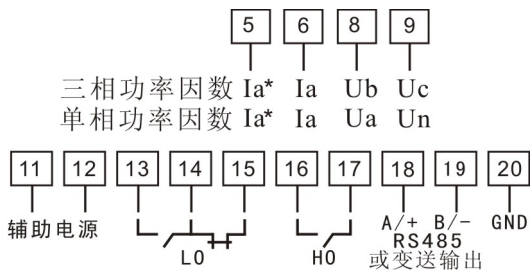 5 6 8 9
三相功率因数 Ia* Ia Ub Uc
单相功率因数 Ia* Ia Ua Un
11 12 13 14 15 16 17 18 19 20
辅助电源 LO HO A/+ B/- GND
RS485
或变送输出